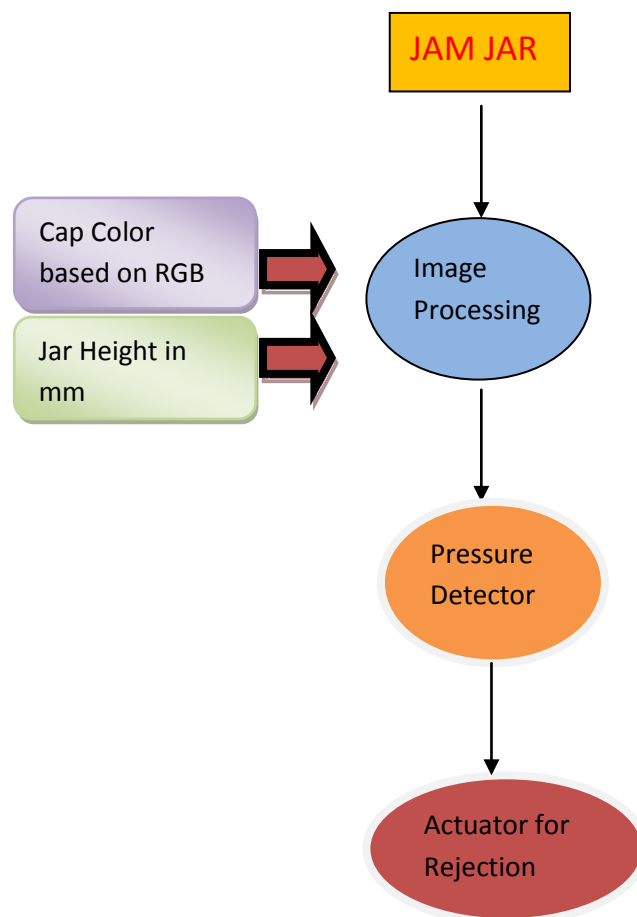 JAM JAR
Cap Color
based on RGB
Jar Height in
mm
Image
Processing
Pressure
Detector
Actuator for
Rejection